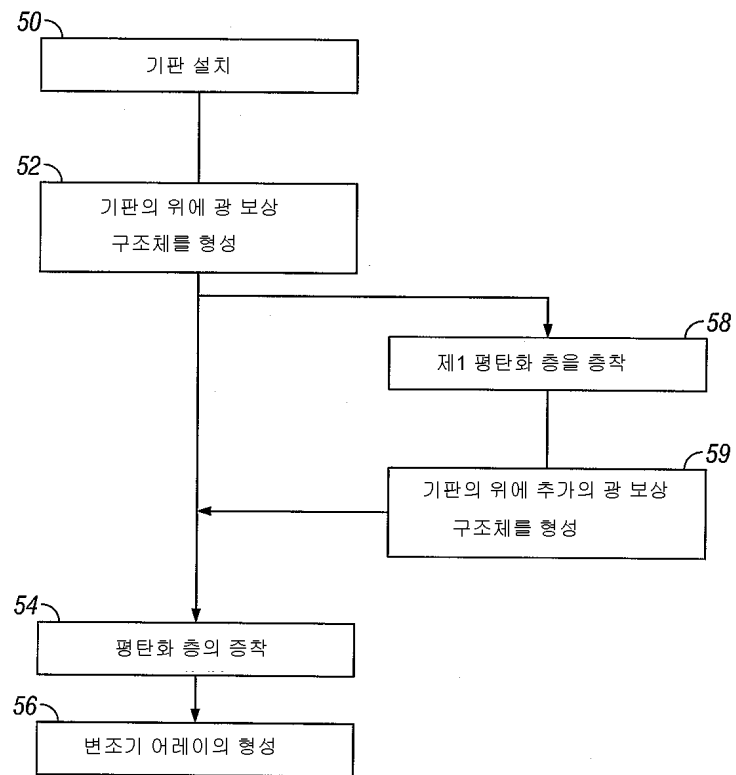 50
기판 설치
52
기판의 위에 광 보상
구조체를 형성
58
제1 평탄화 층을 층착
59
기판의 위에 추가의 광 보상
구조체를 형성
54
평탄화 층의 증착
56
변조기 어레이의 형성